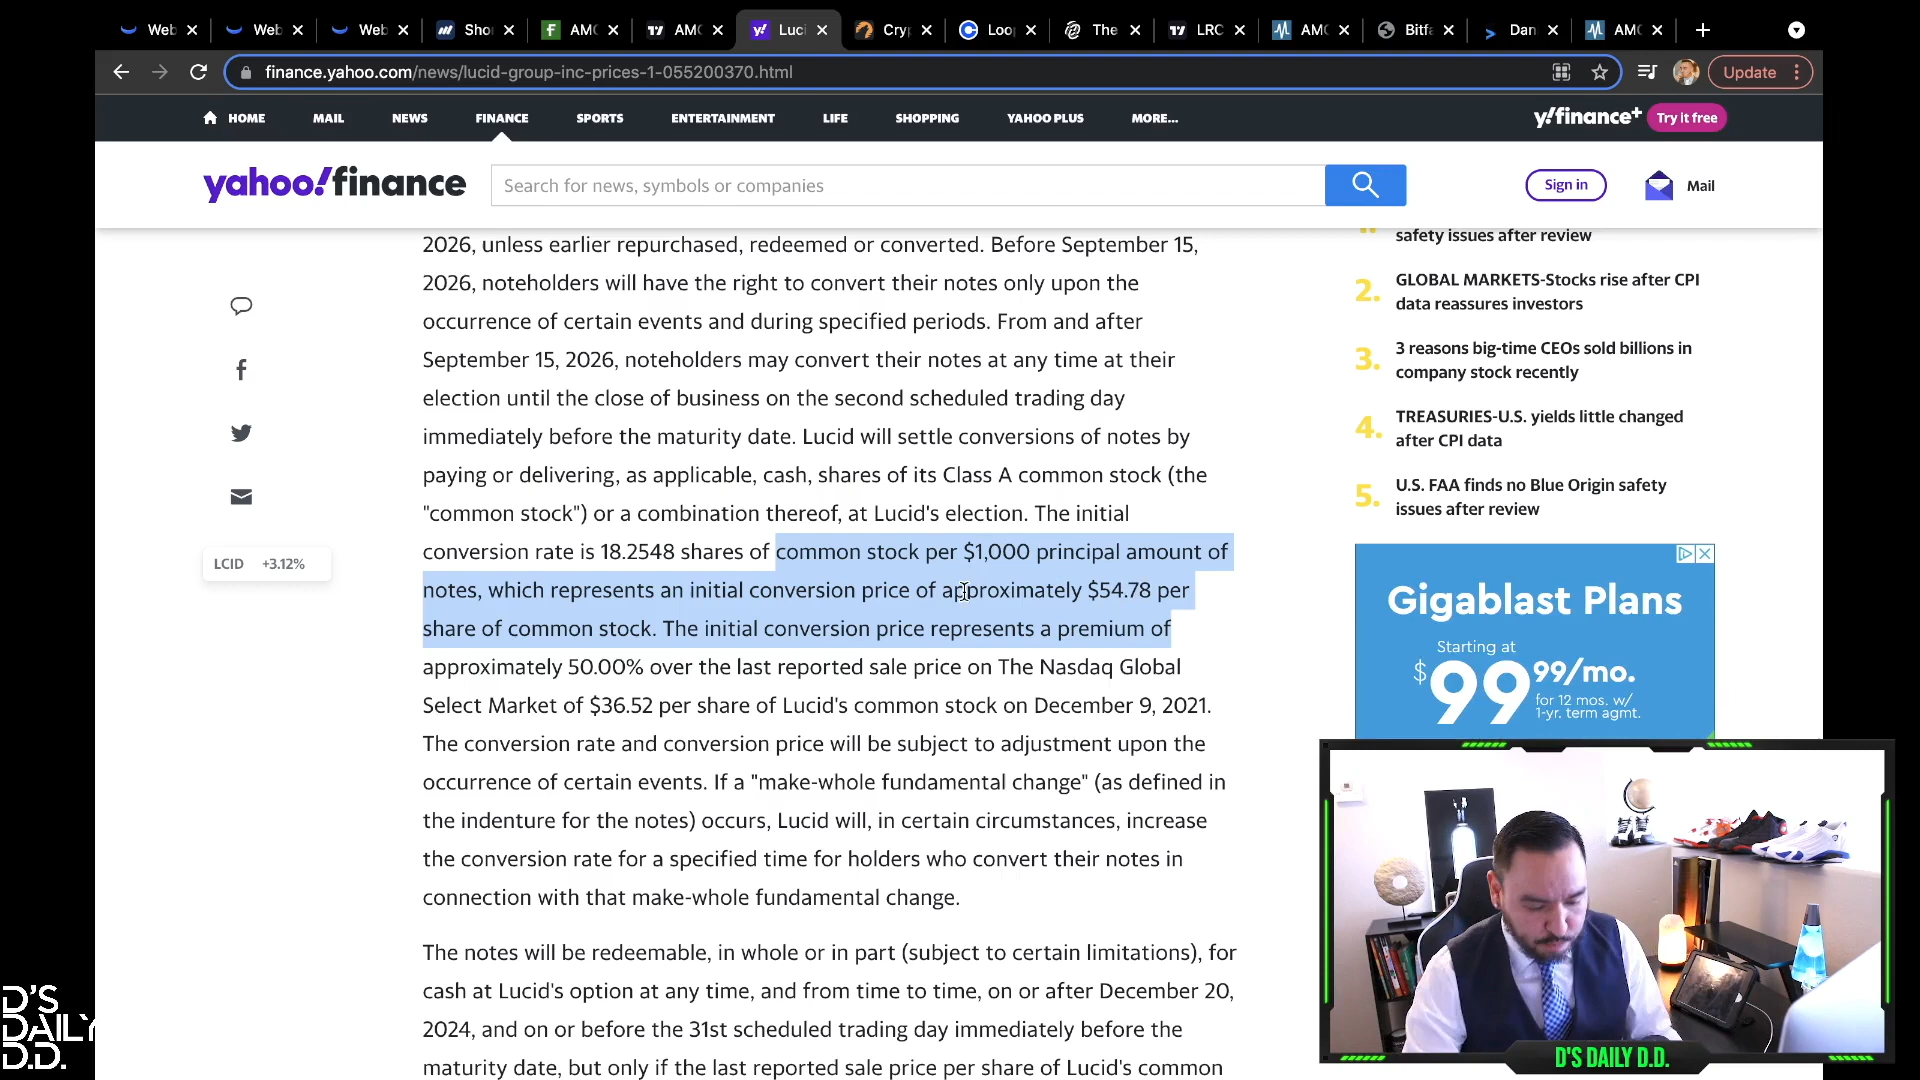 Web
Web
Web
Sho
AMC
AMC
Luci
Cryp
Loop
The
LRC
AMC
Bitfa
Dan
AMC
finance.yahoo.com/news/lucid-group-inc-prices-1-055200370.html
Update
HOME
MAIL
NEWS
FINANCE
SPORTS
ENTERTAINMENT
LIFE
SHOPPING
YAHOO PLUS
MORE...
y!finance+
Try it free
yahoo!finance
Search for news, symbols or companies
Sign in
Mail
2026, unless earlier repurchased, redeemed or converted. Before September 15,
2026, noteholders will have the right to convert their notes only upon the
occurrence of certain events and during specified periods. From and after
September 15, 2026, noteholders may convert their notes at any time at their
election until the close of business on the second scheduled trading day
immediately before the maturity date. Lucid will settle conversions of notes by
paying or delivering, as applicable, cash, shares of its Class A common stock (the
"common stock") or a combination thereof, at Lucid's election. The initial
conversion rate is 18.2548 shares of common stock per $1,000 principal amount of
notes, which represents an initial conversion price of approximately $54.78 per
share of common stock. The initial conversion price represents a premium of
approximately 50.00% over the last reported sale price on The Nasdaq Global
Select Market of $36.52 per share of Lucid's common stock on December 9, 2021.
The conversion rate and conversion price will be subject to adjustment upon the
occurrence of certain events. If a "make-whole fundamental change" (as defined in
the indenture for the notes) occurs, Lucid will, in certain circumstances, increase
the conversion rate for a specified time for holders who convert their notes in
connection with that make-whole fundamental change.
The notes will be redeemable, in whole or in part (subject to certain limitations), for
cash at Lucid's option at any time, and from time to time, on or after December 20,
2024, and on or before the 31st scheduled trading day immediately before the
maturity date, but only if the last reported sale price per share of Lucid's common
LCID +3.12%
safety issues after review
2. GLOBAL MARKETS-Stocks rise after CPI
data reassures investors
3. 3 reasons big-time CEOs sold billions in
company stock recently
4. TREASURIES-U.S. yields little changed
after CPI data
5. U.S. FAA finds no Blue Origin safety
issues after review
Gigablast Plans
Starting at
$99 99/mo.
for 12 mos. w/
1-yr. term agmt.
D'S
DAILY
D.D.
D'S DAILY D.D.